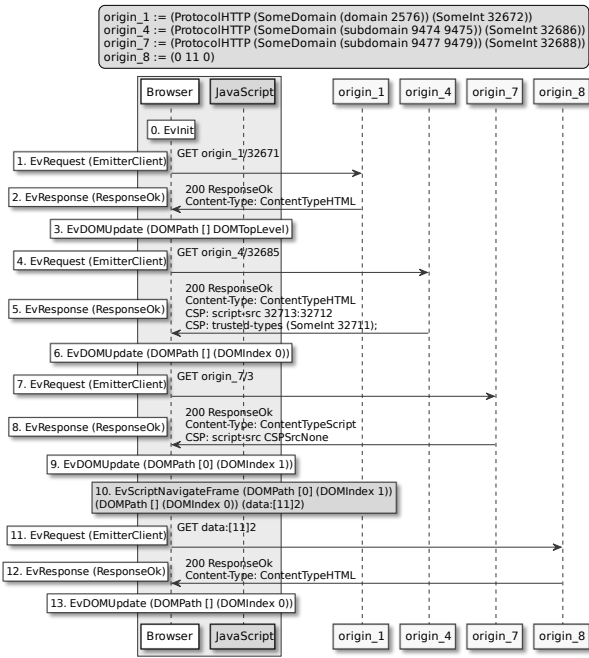 origin_1 := (ProtocolHTTP (SomeDomain (domain 2576)) (SomeInt 32672))
origin_4 := (ProtocolHTTP (SomeDomain (subdomain 9474 9475)) (SomeInt 32686))
origin_7 := (ProtocolHTTP (SomeDomain (subdomain 9477 9479)) (SomeInt 32688))
origin_8 := (0 11 0)
Browser JavaScript origin_1 origin_4 origin_7 origin_8
0. EvInit
1. EvRequest (EmitterClient)
GET origin_1/32671
2. EvResponse (ResponseOk)
200 ResponseOk
Content-Type: ContentTypeHTML
3. EvDOMUpdate (DOMPath [] DOMTopLevel)
4. EvRequest (EmitterClient)
GET origin_4/32685
5. EvResponse (ResponseOk)
200 ResponseOk
Content-Type: ContentTypeHTML
CSP: script-src 32713:32712
CSP: trusted-types (SomeInt 32711);
6. EvDOMUpdate (DOMPath [] (DOMIndex 0))
7. EvRequest (EmitterClient)
GET origin_7/3
8. EvResponse (ResponseOk)
200 ResponseOk
Content-Type: ContentTypeScript
CSP: script-src CSPSrcNone
9. EvDOMUpdate (DOMPath [0] (DOMIndex 1))
10. EvScriptNavigateFrame (DOMPath [0] (DOMIndex 1))
(DOMPath [] (DOMIndex 0)) (data:[11]2)
11. EvRequest (EmitterClient)
GET data:[11]2
12. EvResponse (ResponseOk)
200 ResponseOk
Content-Type: ContentTypeHTML
13. EvDOMUpdate (DOMPath [] (DOMIndex 0))
Browser JavaScript origin_1 origin_4 origin_7 origin_8